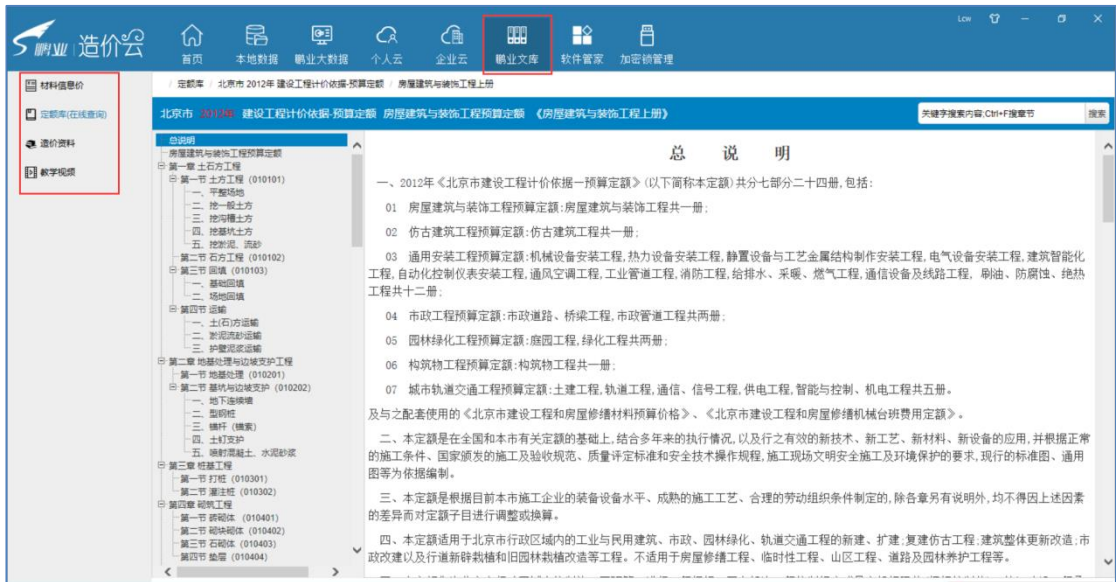 Lcw
鹏业 造价云
首页
本地数据
鹏业大数据
个人云
企业云
鹏业文库
软件管家
加密锁管理
材料信息价
定额库(在线查询)
造价资料
教学视频
/ 定额库 / 北京市 2012年 建设工程计价依据-预算定额 / 房屋建筑与装饰工程上册
北京市 2012年 建设工程计价依据-预算定额 房屋建筑与装饰工程预算定额 《房屋建筑与装饰工程上册》
关键字搜索内容;Ctrl+F搜章节
搜索
总说明
房屋建筑与装饰工程预算定额
第一章 土石方工程
第一节 土方工程 (010101)
一、平整场地
二、挖一般土方
三、挖沟槽土方
四、挖基坑土方
五、挖淤泥、流砂
第二节 石方工程 (010102)
第三节 回填 (010103)
一、基础回填
二、场地回填
第四节 运输
一、土(石)方运输
二、淤泥流砂运输
三、护壁泥浆运输
第二章 地基处理与边坡支护工程
第一节 地基处理 (010201)
第二节 基坑与边坡支护 (010202)
一、地下连续墙
二、型钢桩
三、锚杆 (锚索)
四、土钉支护
五、喷射混凝土、水泥砂浆
第三章 桩基工程
第一节 打桩 (010301)
第二节 灌注桩 (010302)
第四章 砌筑工程
第一节 砖砌体 (010401)
第二节 砌块砌体 (010402)
第三节 石砌体 (010403)
第四节 垫层 (010404)
总 说 明
一、2012年《北京市建设工程计价依据—预算定额》(以下简称本定额)共分七部分二十四册,包括:
01 房屋建筑与装饰工程预算定额:房屋建筑与装饰工程共一册;
02 仿古建筑工程预算定额:仿古建筑工程共一册;
03 通用安装工程预算定额:机械设备安装工程,热力设备安装工程,静置设备与工艺金属结构制作安装工程,电气设备安装工程,建筑智能化
工程,自动化控制仪表安装工程,通风空调工程,工业管道工程,消防工程,给排水、采暖、燃气工程,通信设备及线路工程, 刷油、防腐蚀、绝热
工程共十二册;
04 市政工程预算定额:市政道路、桥梁工程,市政管道工程共两册;
05 园林绿化工程预算定额:庭园工程,绿化工程共两册;
06 构筑物工程预算定额:构筑物工程共一册;
07 城市轨道交通工程预算定额:土建工程,轨道工程,通信、信号工程,供电工程,智能与控制、机电工程共五册。
及与之配套使用的《北京市建设工程和房屋修缮材料预算价格》、《北京市建设工程和房屋修缮机械台班费用定额》。
二、本定额是在全国和本市有关定额的基础上,结合多年来的执行情况,以及行之有效的新技术、新工艺、新材料、新设备的应用,并根据正常
的施工条件、国家颁发的施工及验收规范、质量评定标准和安全技术操作规程,施工现场文明安全施工及环境保护的要求,现行的标准图、通用
图等为依据编制。
三、本定额是根据目前本市施工企业的装备设备水平、成熟的施工工艺、合理的劳动组织条件制定的,除各章另有说明外,均不得因上述因素
的差异而对定额子目进行调整或换算。
四、本定额适用于北京市行政区域内的工业与民用建筑、市政、园林绿化、轨道交通工程的新建、扩建;复建仿古工程;建筑整体更新改造;市
政改建以及行道新辟栽植和旧园林栽植改造等工程。不适用于房屋修缮工程、临时性工程、山区工程、道路及园林养护工程等。